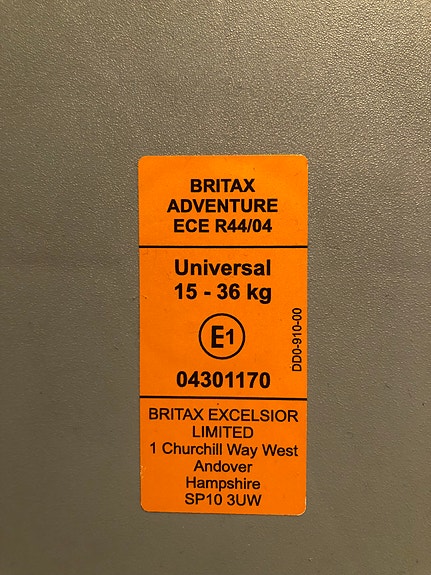 BRITAX
ADVENTURE
ECE R44/04
Universal
15 - 36 kg
E1
04301170
DD0-910-00
BRITAX EXCELSIOR
LIMITED
1 Churchill Way West
Andover
Hampshire
SP10 3UW